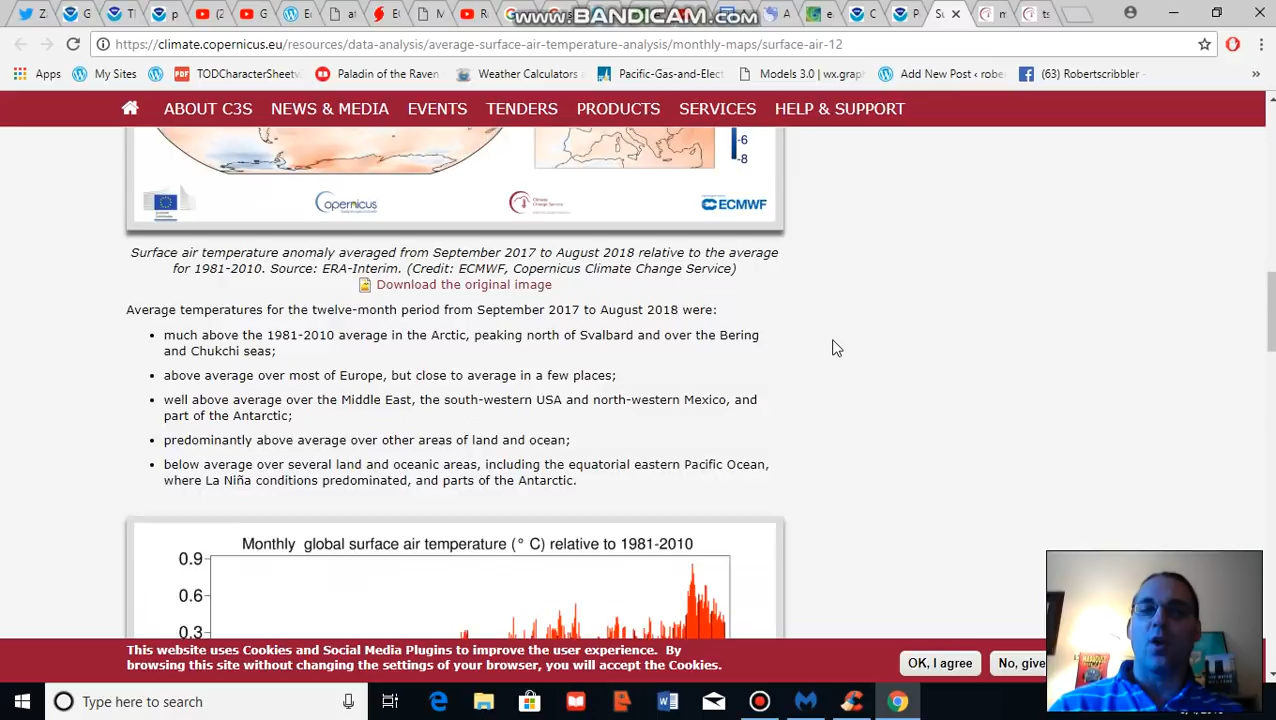 www.BANDICAM.com
https://climate.copernicus.eu/resources/data-analysis/average-surface-air-temperature-analysis/monthly-maps/surface-air-12
Apps My Sites PDF TODCharacterSheetv. Paladin of the Raven Weather Calculators Pacific-Gas-and-Elect Models 3.0 | wx.grap Add New Post ‹ robe (63) Robertscribbler - »
ABOUT C3S NEWS & MEDIA EVENTS TENDERS PRODUCTS SERVICES HELP & SUPPORT
-6
-8
opernicus
Climate
Change Service
ECMWF
Surface air temperature anomaly averaged from September 2017 to August 2018 relative to the average
for 1981-2010. Source: ERA-Interim. (Credit: ECMWF, Copernicus Climate Change Service)
Download the original image
Average temperatures for the twelve-month period from September 2017 to August 2018 were:
• much above the 1981-2010 average in the Arctic, peaking north of Svalbard and over the Bering
and Chukchi seas;
• above average over most of Europe, but close to average in a few places;
• well above average over the Middle East, the south-western USA and north-western Mexico, and
part of the Antarctic;
• predominantly above average over other areas of land and ocean;
• below average over several land and oceanic areas, including the equatorial eastern Pacific Ocean,
where La Niña conditions predominated, and parts of the Antarctic.
Monthly global surface air temperature (° C) relative to 1981-2010
0.9
0.6
0.3
This website uses Cookies and Social Media Plugins to improve the user experience. By
browsing this site without changing the settings of your browser, you will accept the Cookies.
OK, I agree No, give
Type here to search